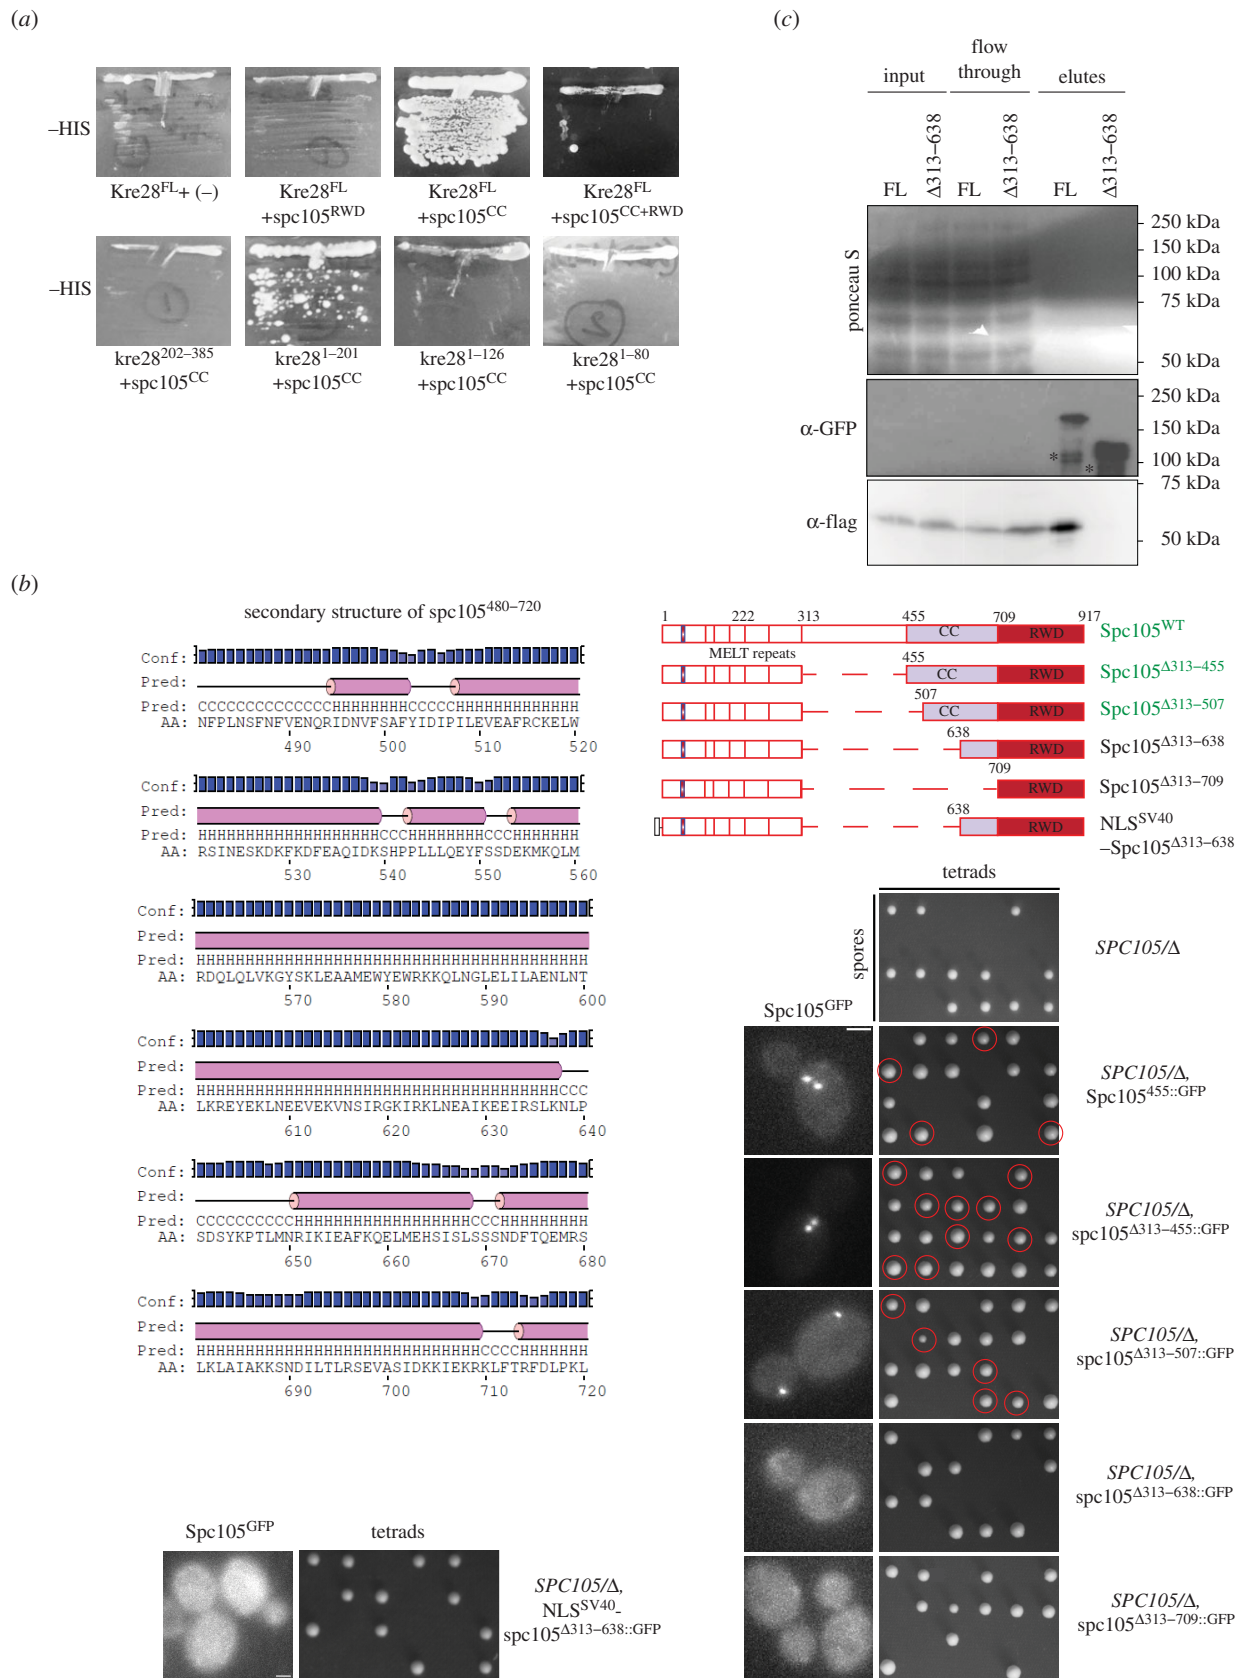 (a)
–HIS
Kre28FL+ (–)
Kre28FL
+spc105RWD
Kre28FL
+spc105CC
Kre28FL
+spc105CC+RWD
–HIS
kre28202–385
+spc105CC
kre281–201
+spc105CC
kre281–126
+spc105CC
kre281–80
+spc105CC
(c)
flow
through
input
elutes
FL
Δ313–638
FL
Δ313–638
FL
Δ313–638
ponceau S
250 kDa
150 kDa
100 kDa
75 kDa
50 kDa
α-GFP
250 kDa
150 kDa
100 kDa
*
*
α-flag
75 kDa
50 kDa
(b)
secondary structure of spc105480–720
Conf:
Pred:
Pred: CCCCCCCCCCCCCCHHHHHHHHCCCCCHHHHHHHHHHHHH
AA: NFPLNSFNFVENQRIDNVFSAFYIDIPILEVEAFRCKELW
490 500 510 520
Conf:
Pred:
Pred: HHHHHHHHHHHHHHHHHHHCCCHHHHHHHHCCCHHHHHHH
AA: RSINESKDKFKDFEAQIDKSHPPLLLQEYFSSDEKMKQLM
530 540 550 560
Conf:
Pred:
Pred: HHHHHHHHHHHHHHHHHHHHHHHHHHHHHHHHHHHHHHHH
AA: RDQLQLVKGYSKLEAAMEWYEWRKKQLNGLELILAENLNT
570 580 590 600
Conf:
Pred:
Pred: HHHHHHHHHHHHHHHHHHHHHHHHHHHHHHHHHHHHHCCC
AA: LKREYEKLNEEVEKVNSIRGKIRKLNEAIKEEIRSLKNLP
610 620 630 640
Conf:
Pred:
Pred: CCCCCCCCCCHHHHHHHHHHHHHHHHHHCCCHHHHHHHHH
AA: SDSYKPTLMNRIKIEAFKQELMEHSISLSSSNDFTQEMRS
650 660 670 680
Conf:
Pred:
Pred: HHHHHHHHHHHHHHHHHHHHHHHHHHHHHCCCCHHHHHHH
AA: LKLAIAKKSNDILTLRSEVASIDKKIEKRKLFTRFDLPKL
690 700 710 720
1 222 313 455 709 917
CC RWD Spc105WT
MELT repeats
455
CC RWD Spc105Δ313–455
507
CC RWD Spc105Δ313–507
638
RWD Spc105Δ313–638
709
RWD Spc105Δ313–709
638
RWD NLSSV40
–Spc105Δ313–638
tetrads
spores
SPC105/Δ
Spc105GFP
SPC105/Δ,
Spc105455::GFP
SPC105/Δ,
spc105Δ313–455::GFP
SPC105/Δ,
spc105Δ313–507::GFP
SPC105/Δ,
spc105Δ313–638::GFP
SPC105/Δ,
spc105Δ313–709::GFP
Spc105GFP
tetrads
SPC105/Δ,
NLSSV40-
spc105Δ313–638::GFP